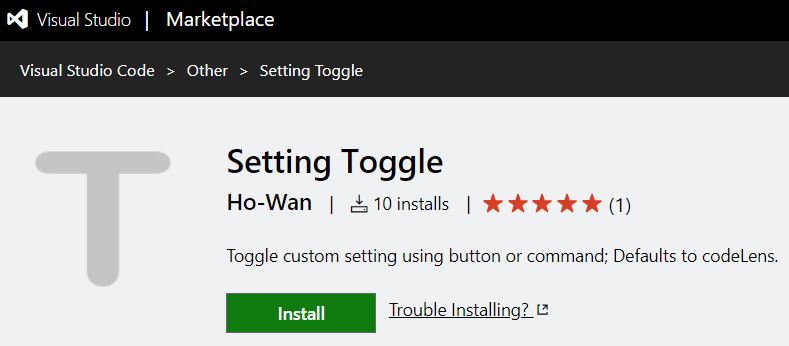 Visual Studio | Marketplace
Visual Studio Code > Other > Setting Toggle
T
Setting Toggle
Ho-Wan | 10 installs | (1)
Toggle custom setting using button or command; Defaults to codeLens.
Install Trouble Installing?